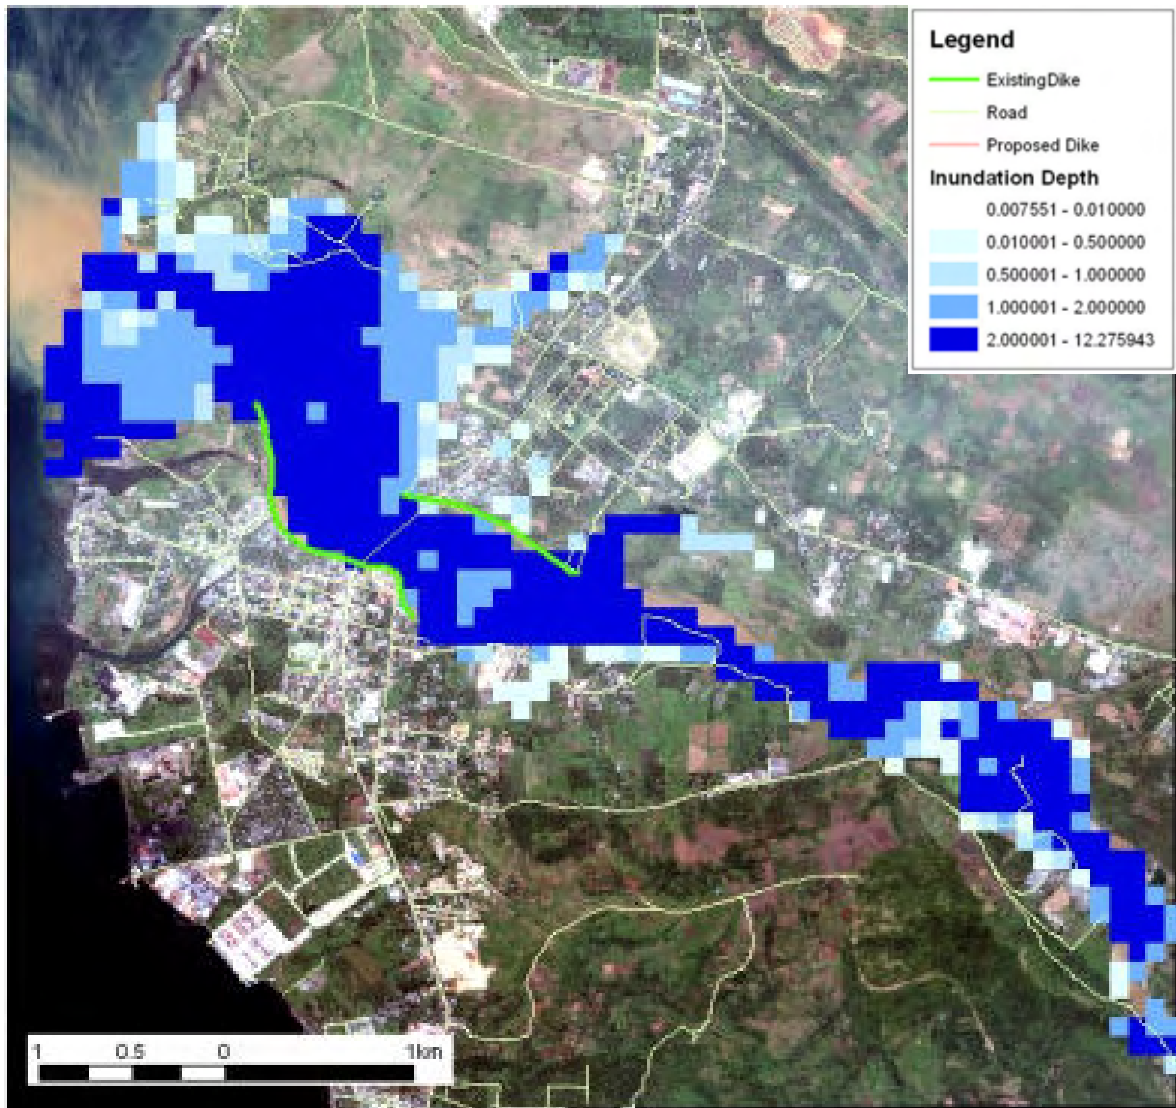 Legend
ExistingDike
Road
Proposed Dike
Inundation Depth
0.007551 - 0.010000
0.010001 - 0.500000
0.500001 - 1.000000
1.000001 - 2.000000
2.000001 - 12.275943
1 0.5 0 1km